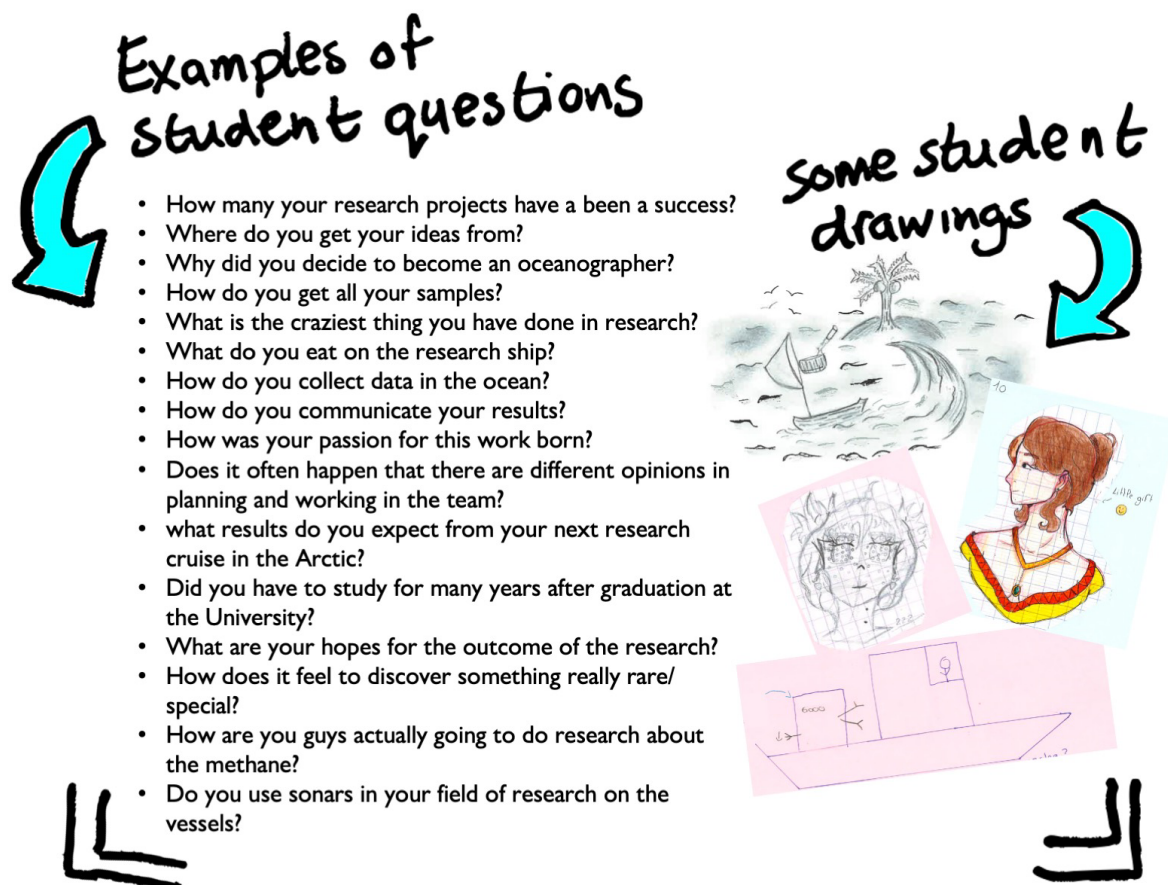 Examples of
student questions
some student
drawings
• How many your research projects have a been a success?
• Where do you get your ideas from?
• Why did you decide to become an oceanographer?
• How do you get all your samples?
• What is the craziest thing you have done in research?
• What do you eat on the research ship?
• How do you collect data in the ocean?
• How do you communicate your results?
• How was your passion for this work born?
• Does it often happen that there are different opinions in
planning and working in the team?
• what results do you expect from your next research
cruise in the Arctic?
• Did you have to study for many years after graduation at
the University?
• What are your hopes for the outcome of the research?
• How does it feel to discover something really rare/
special?
• How are you guys actually going to do research about
the methane?
• Do you use sonars in your field of research on the
vessels?
10